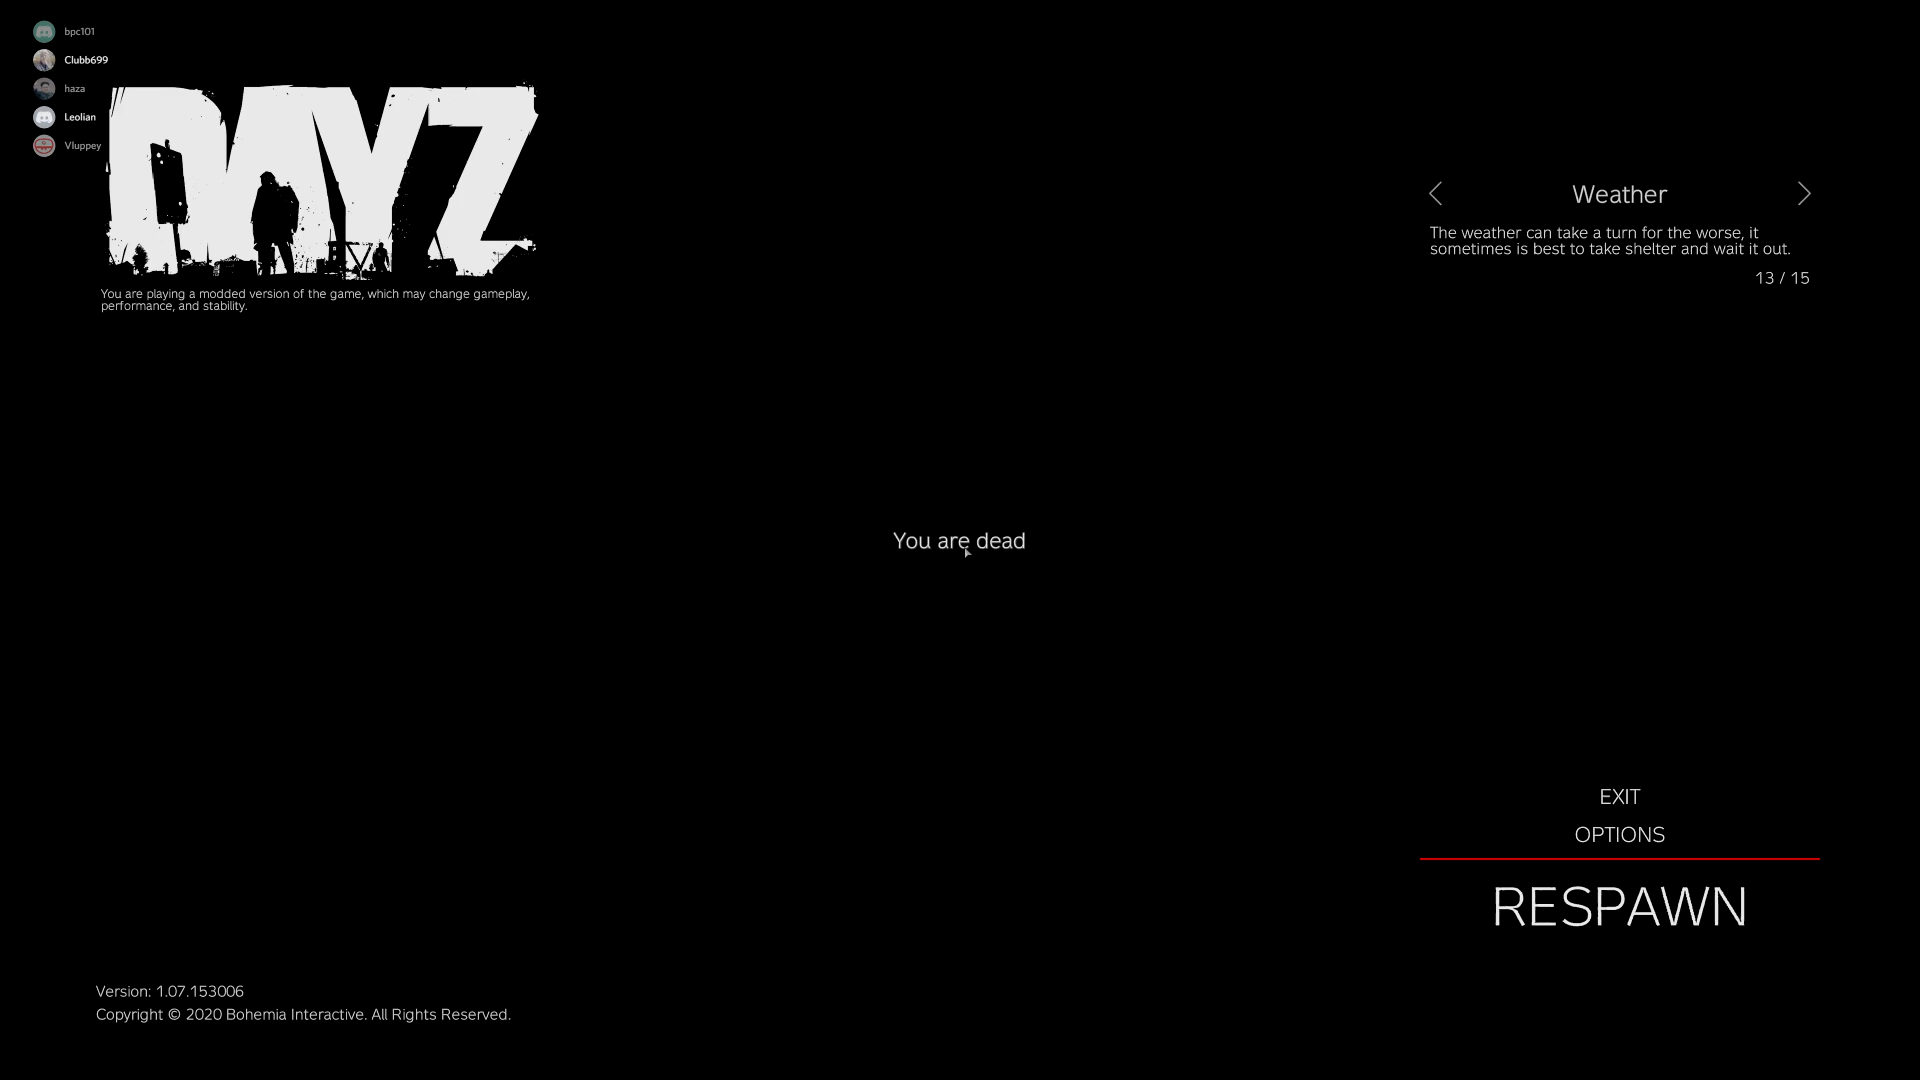 bpc101
Clubb699
haza
Leolian
Vluppey
DAYZ
You are playing a modded version of the game, which may change gameplay,
performance, and stability.
Weather
The weather can take a turn for the worse, it
sometimes is best to take shelter and wait it out.
13 / 15
You are dead
EXIT
OPTIONS
RESPAWN
Version: 1.07.153006
Copyright © 2020 Bohemia Interactive. All Rights Reserved.